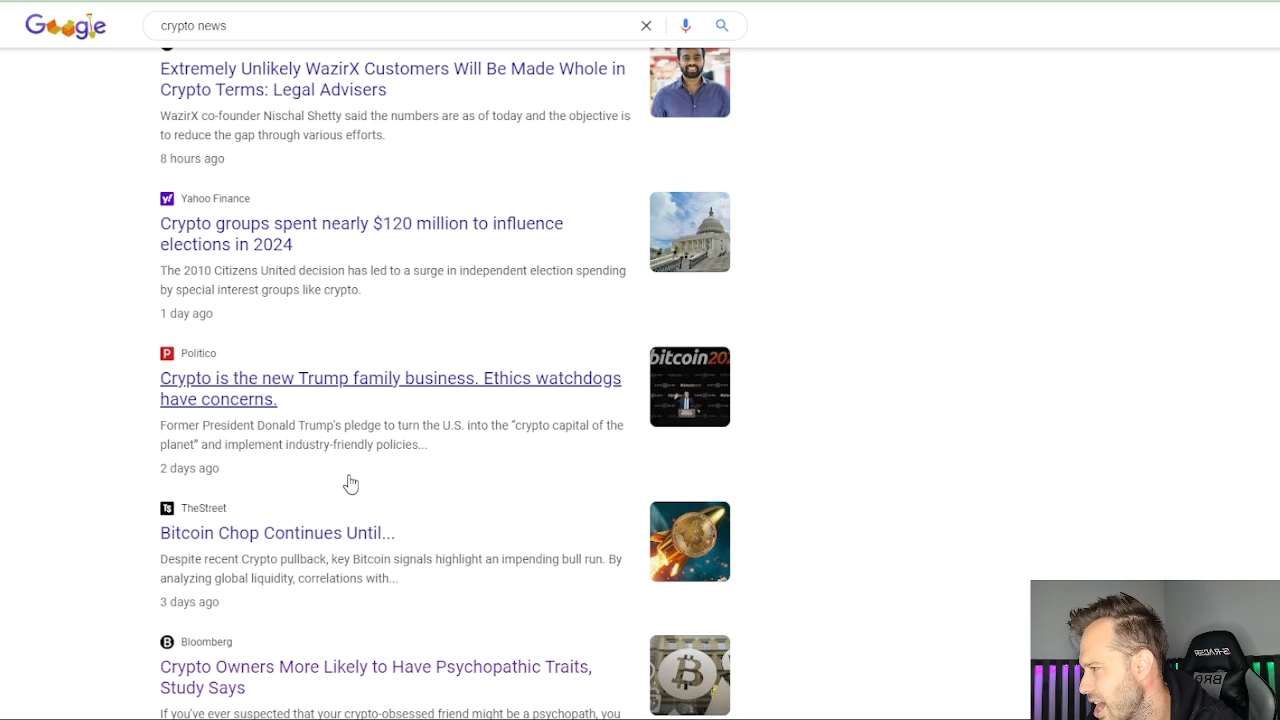 Google
crypto news
Extremely Unlikely WazirX Customers Will Be Made Whole in
Crypto Terms: Legal Advisers
WazirX co-founder Nischal Shetty said the numbers are as of today and the objective is
to reduce the gap through various efforts.
8 hours ago
y! Yahoo Finance
Crypto groups spent nearly $120 million to influence
elections in 2024
The 2010 Citizens United decision has led to a surge in independent election spending
by special interest groups like crypto.
1 day ago
P Politico
Crypto is the new Trump family business. Ethics watchdogs
have concerns.
bitcoin202
Former President Donald Trump's pledge to turn the U.S. into the "crypto capital of the
planet" and implement industry-friendly policies...
2 days ago
TS TheStreet
Bitcoin Chop Continues Until...
Despite recent Crypto pullback, key Bitcoin signals highlight an impending bull run. By
analyzing global liquidity, correlations with...
3 days ago
B Bloomberg
Crypto Owners More Likely to Have Psychopathic Traits,
Study Says
If you've ever suspected that your crypto-obsessed friend might be a psychopath, you